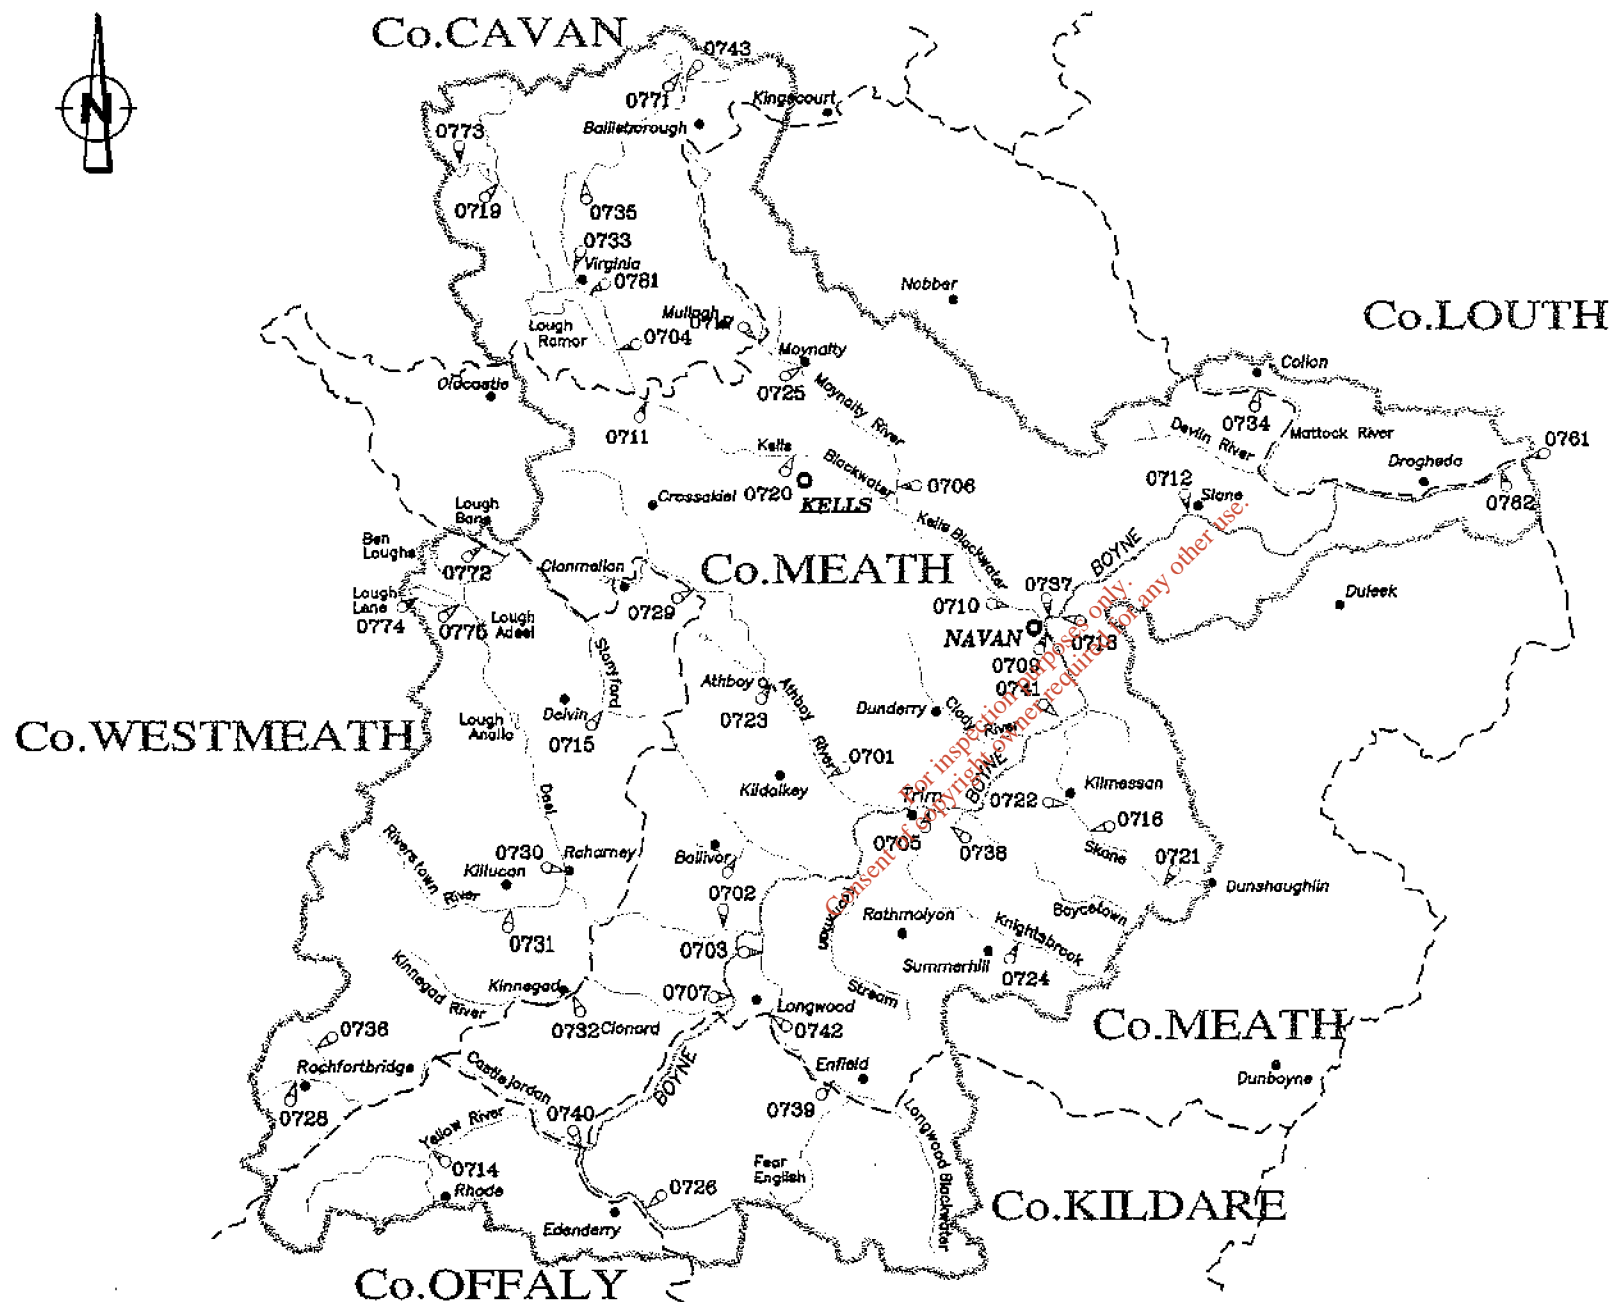 Co.CAVAN
N
0743
0771
Kingscourt
Bailieborough
0773
0719
0735
0733
Virginia
0781
Nobber
Co.LOUTH
Mullagh
Lough
Ramor
0704
Moynalty
Collon
Oldcastle
0725
Moynalty River
0711
0734
Devlin River
Mattock River
0761
Kells
Blackwater
Drogheda
0720
KELLS
0706
0712
Slane
0762
Crossakiel
Lough
Bane
Ben
Loughs
Kells Blackwater
BOYNE
0772
Clonmellon
Co.MEATH
0737
Duleek
Lough
Lane
0774
0775
Lough
Adeel
0729
0710
NAVAN
0718
0709
0741
Stonyford
Athboy
0723
Athboy
River
Dunderry
Clady
River
Delvin
0715
Lough
Analla
Co.WESTMEATH
0701
BOYNE
For inspection purposes only.
Consent of copyright owner required for any other use.
Kildalkey
Trim
0722
Kilmessan
0716
Deel
0705
0738
Skane
0721
Riverstown
River
0730
Raharney
Killucan
Ballivor
Dunshaughlin
0702
Rathmolyon
Boycetown
0731
0703
Knightsbrook
Summerhill
0724
Kinnegad River
Kinnegad
0707
Stream
Longwood
0732
Clonard
0742
Co.MEATH
0736
Rochfortbridge
Castlejordan
BOYNE
Enfield
Dunboyne
0728
0740
0739
Yellow River
Longwood Blackwater
0714
Rhode
Fear
English
0726
Co.KILDARE
Edenderry
Co.OFFALY